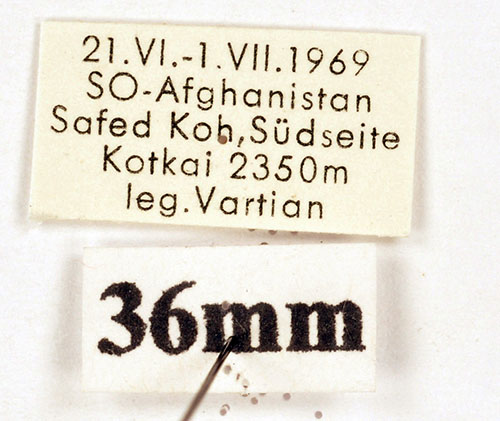 21.VI.-1.VII.1969
SO-Afghanistan
Safed Koh,Südseite
Kotkai 2350m
leg.Vartian
36mm